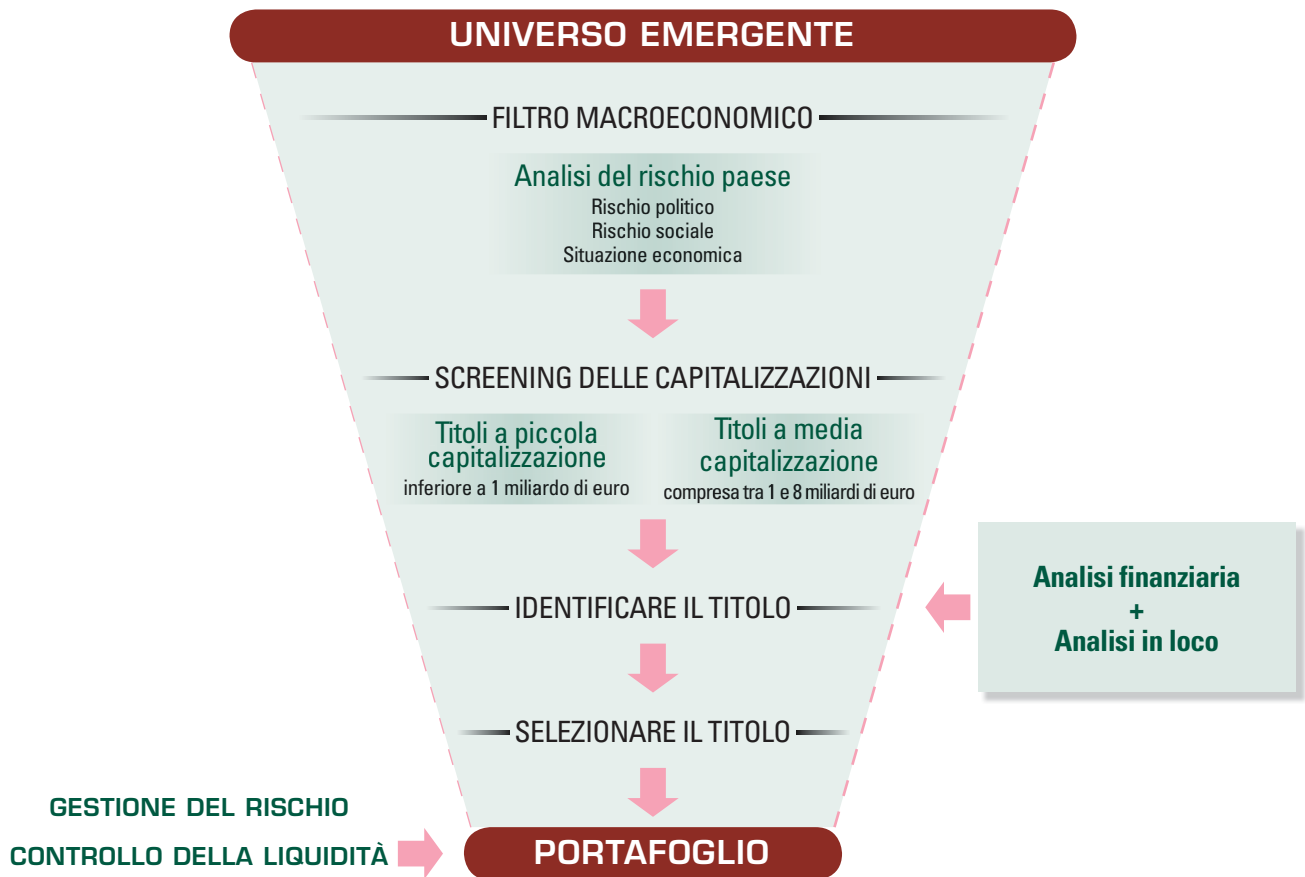 UNIVERSO EMERGENTE
FILTRO MACROECONOMICO
Analisi del rischio paese
Rischio politico
Rischio sociale
Situazione economica
SCREENING DELLE CAPITALIZZAZIONI
Titoli a piccola
capitalizzazione
inferiore a 1 miliardo di euro
Titoli a media
capitalizzazione
compresa tra 1 e 8 miliardi di euro
IDENTIFICARE IL TITOLO
Analisi finanziaria
+
Analisi in loco
SELEZIONARE IL TITOLO
GESTIONE DEL RISCHIO
CONTROLLO DELLA LIQUIDITÀ
PORTAFOGLIO